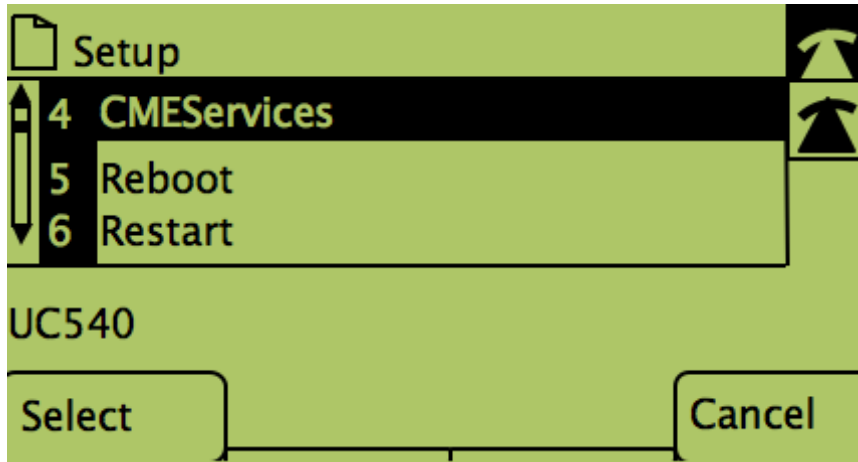 Setup
4 CMEServices
5 Reboot
6 Restart
UC540
Select Cancel